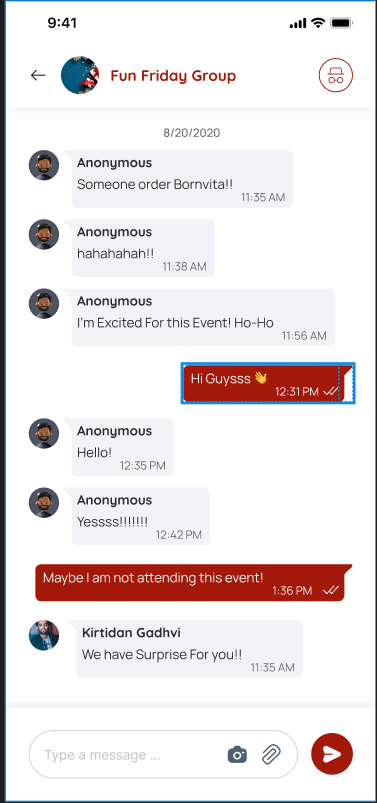 9:41
Fun Friday Group
8/20/2020
Anonymous
Someone order Bornvita!!
11:35 AM
Anonymous
hahahahah!!
11:38 AM
Anonymous
I'm Excited For this Event! Ho-Ho
11:56 AM
Hi Guysss 👋
12:31 PM
Anonymous
Hello!
12:35 PM
Anonymous
Yessss!!!!!!!
12:42 PM
Maybe I am not attending this event!
1:36 PM
Kirtidan Gadhvi
We have Surprise For you!!
11:35 AM
Type a message ...